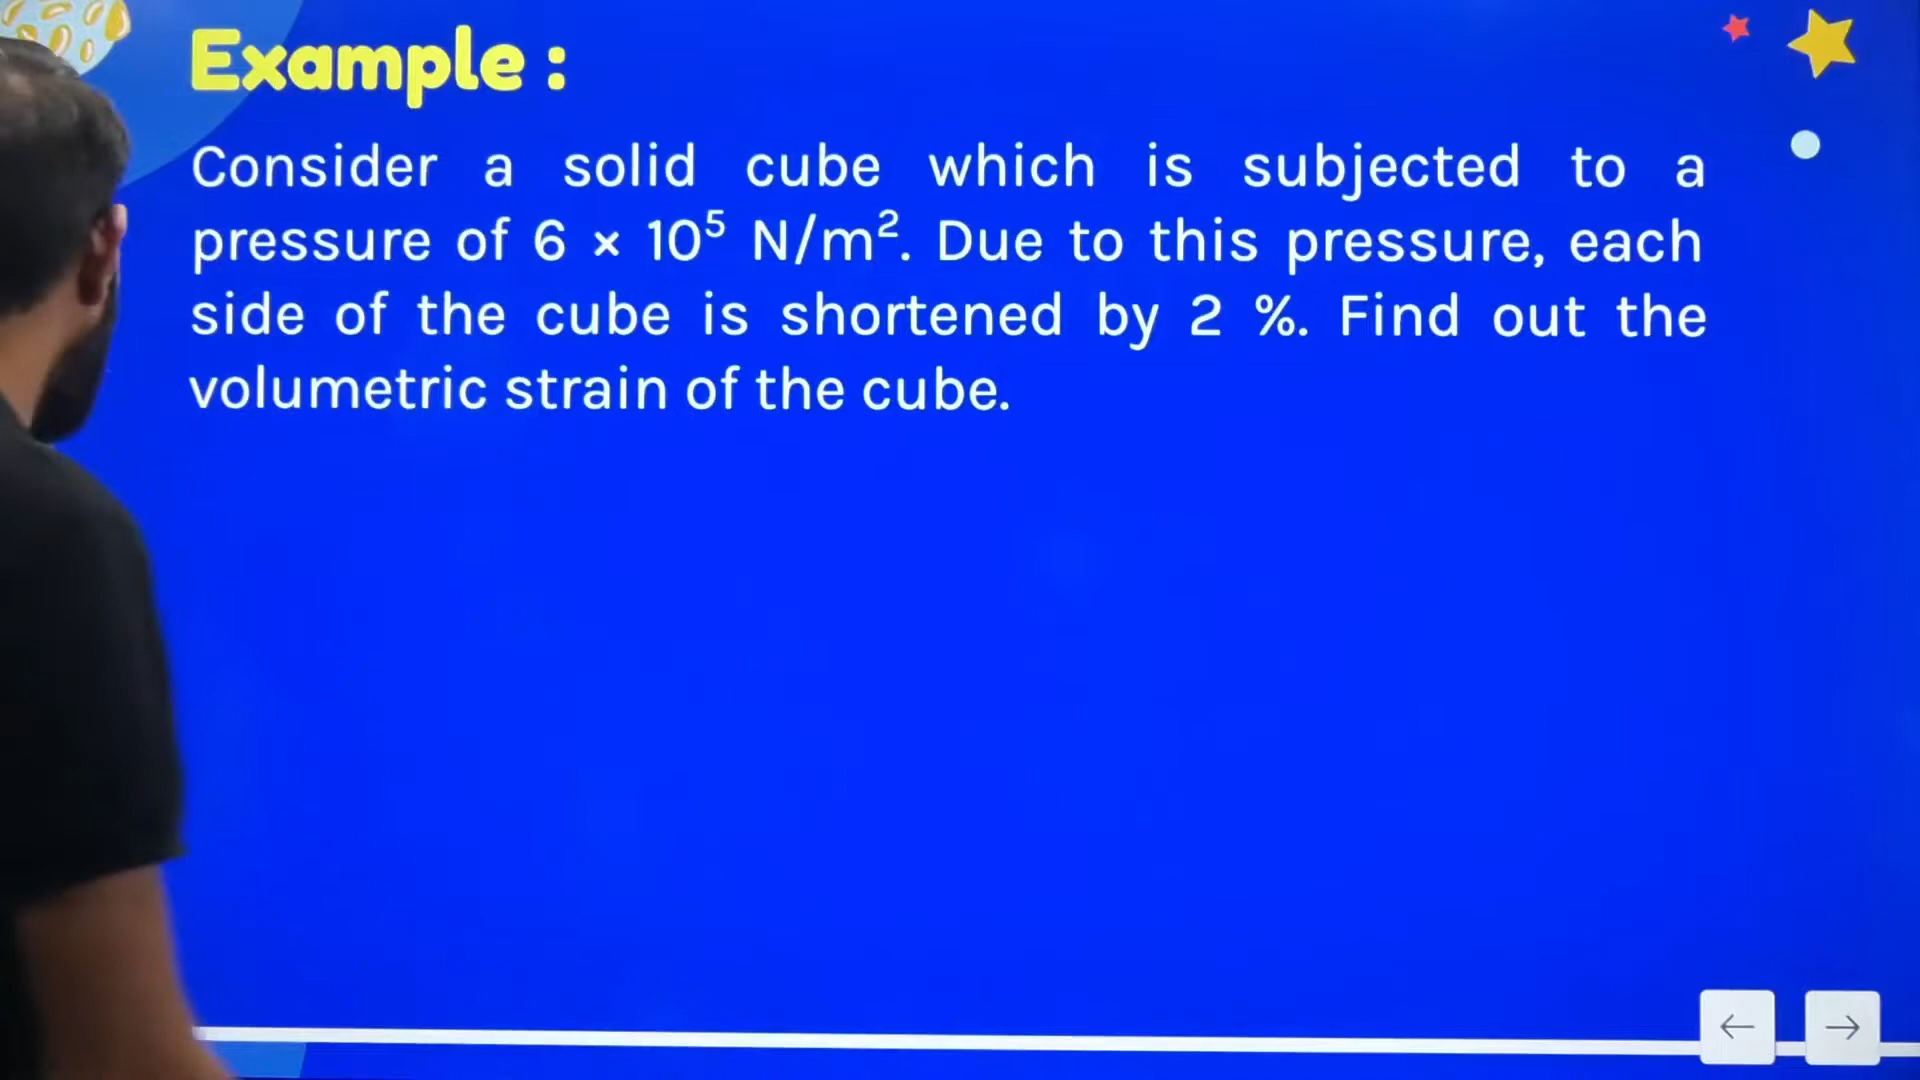 Example :
Consider a solid cube which is subjected to a
pressure of 6 × 10⁵ N/m². Due to this pressure, each
side of the cube is shortened by 2 %. Find out the
volumetric strain of the cube.